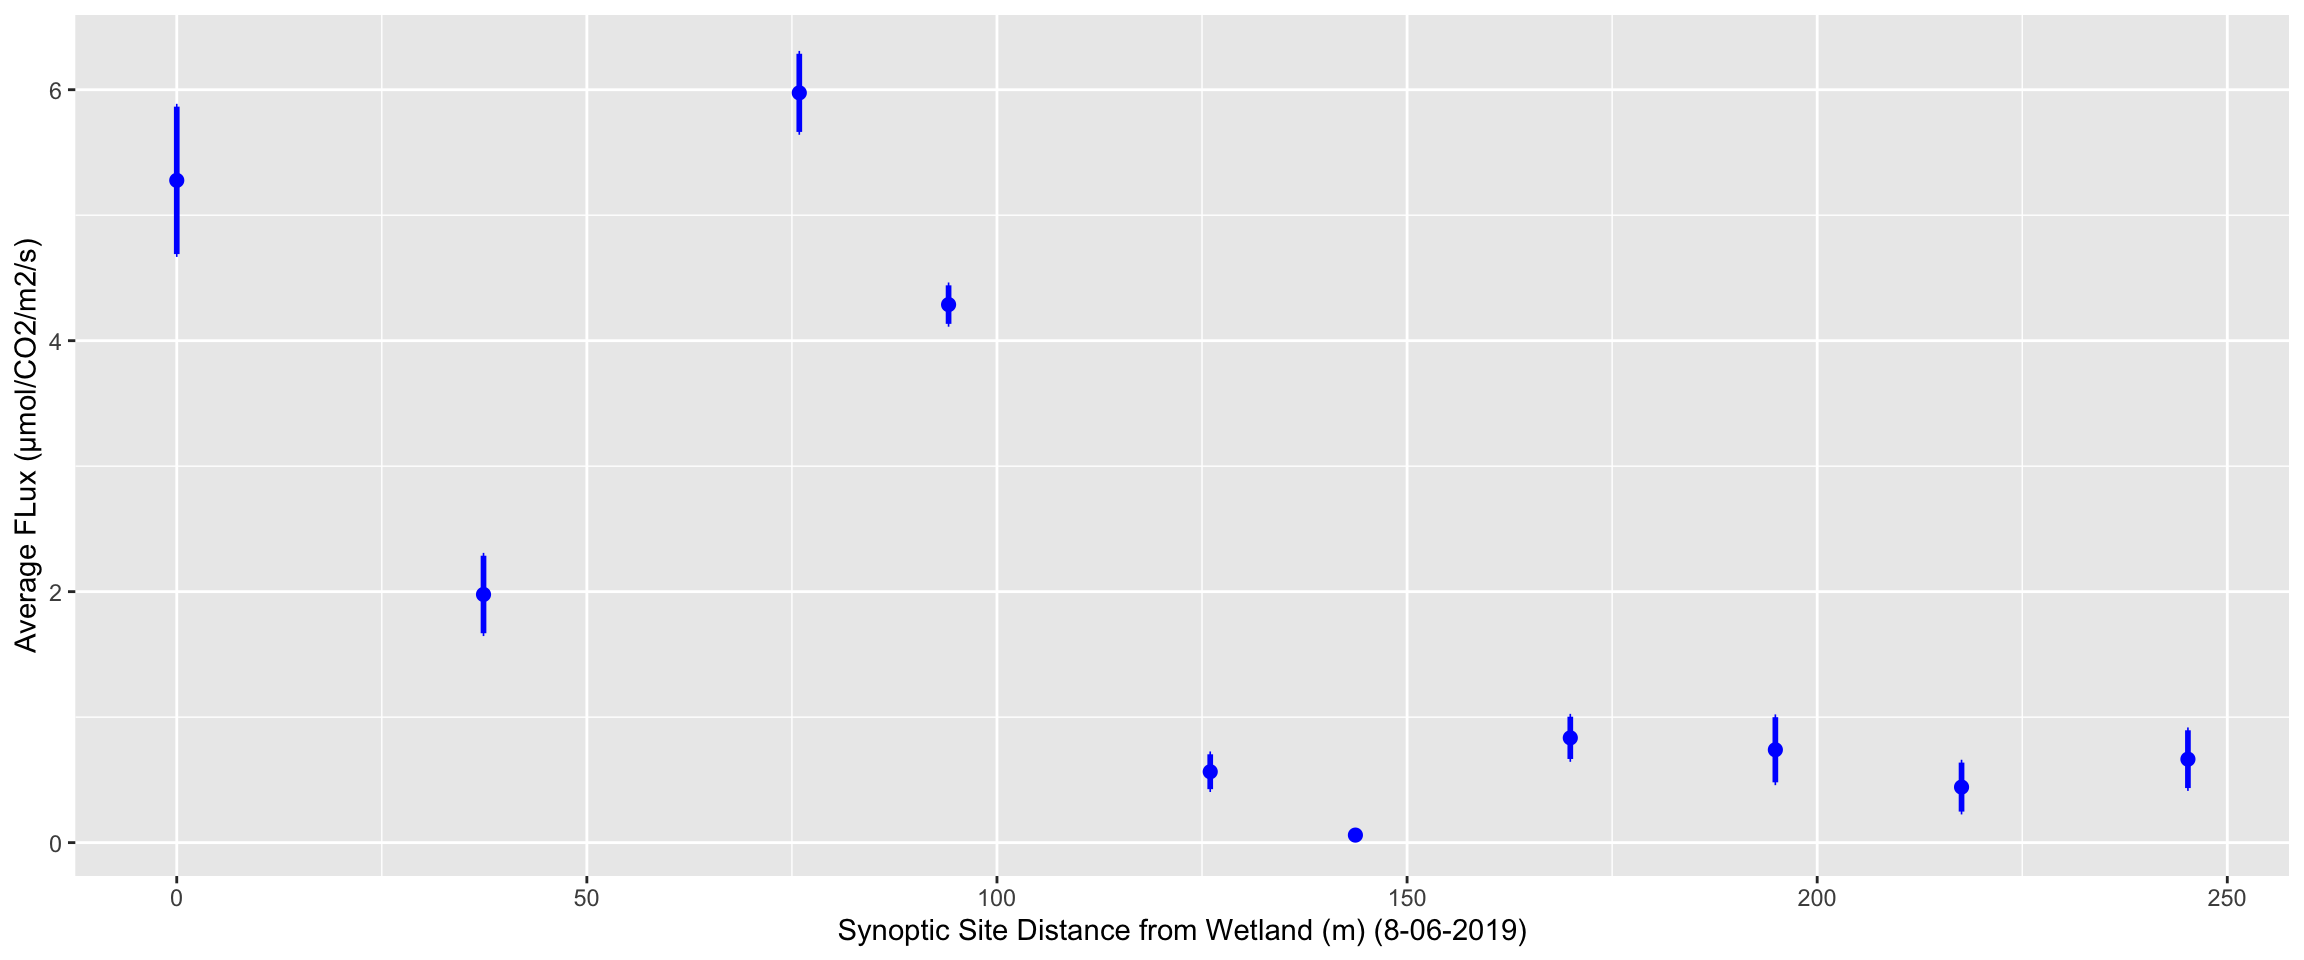 6
4
2
0
Average FLux (µmol/CO2/m2/s)
0 50 100 150 200 250
Synoptic Site Distance from Wetland (m) (8-06-2019)